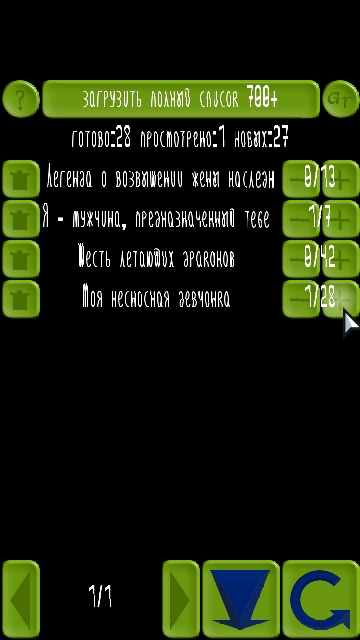 ?
загрузить полный список 700+
GT
готово:28 просмотрено:1 новых:27
Легенда о возвышении жены наследн
0/13
Я - мужчина, предназначенный тебе
1/7
Шесть летающих драконов
0/42
Моя несносная девчонка
1/28
1/1